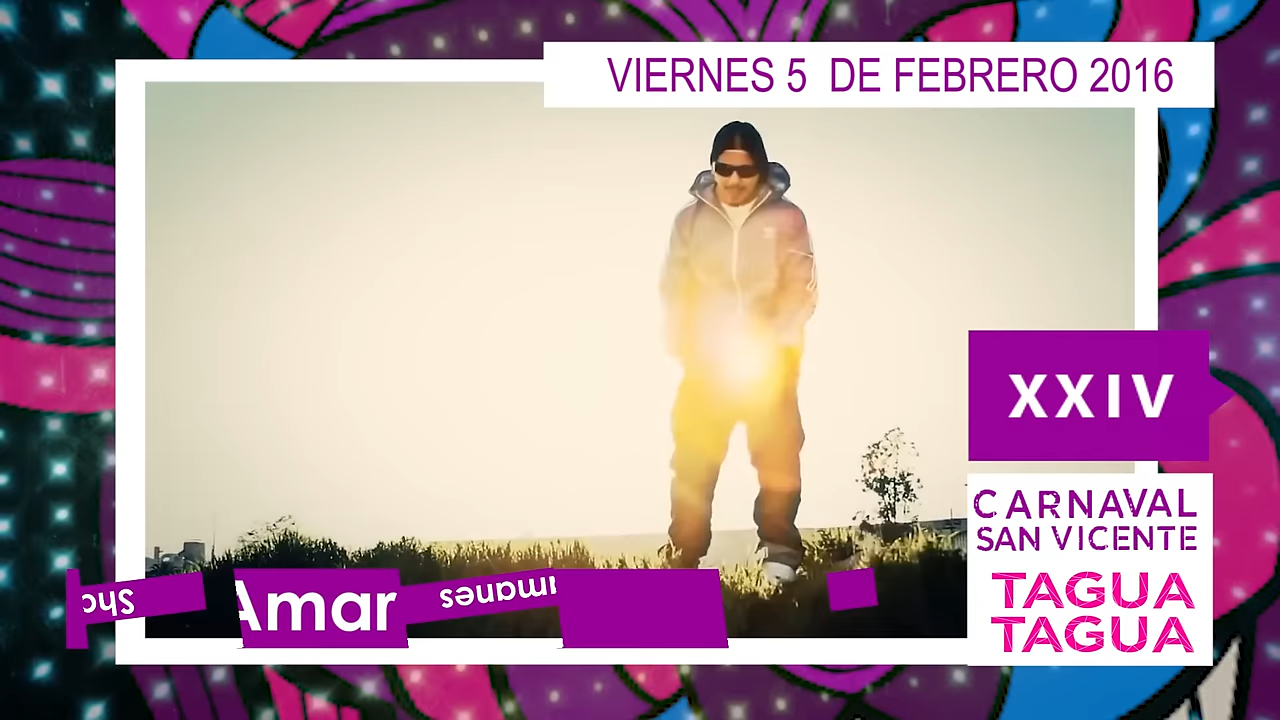 VIERNES 5 DE FEBRERO 2016
XXIV
CARNAVAL
SAN VICENTE
TAGUA
TAGUA
Amar